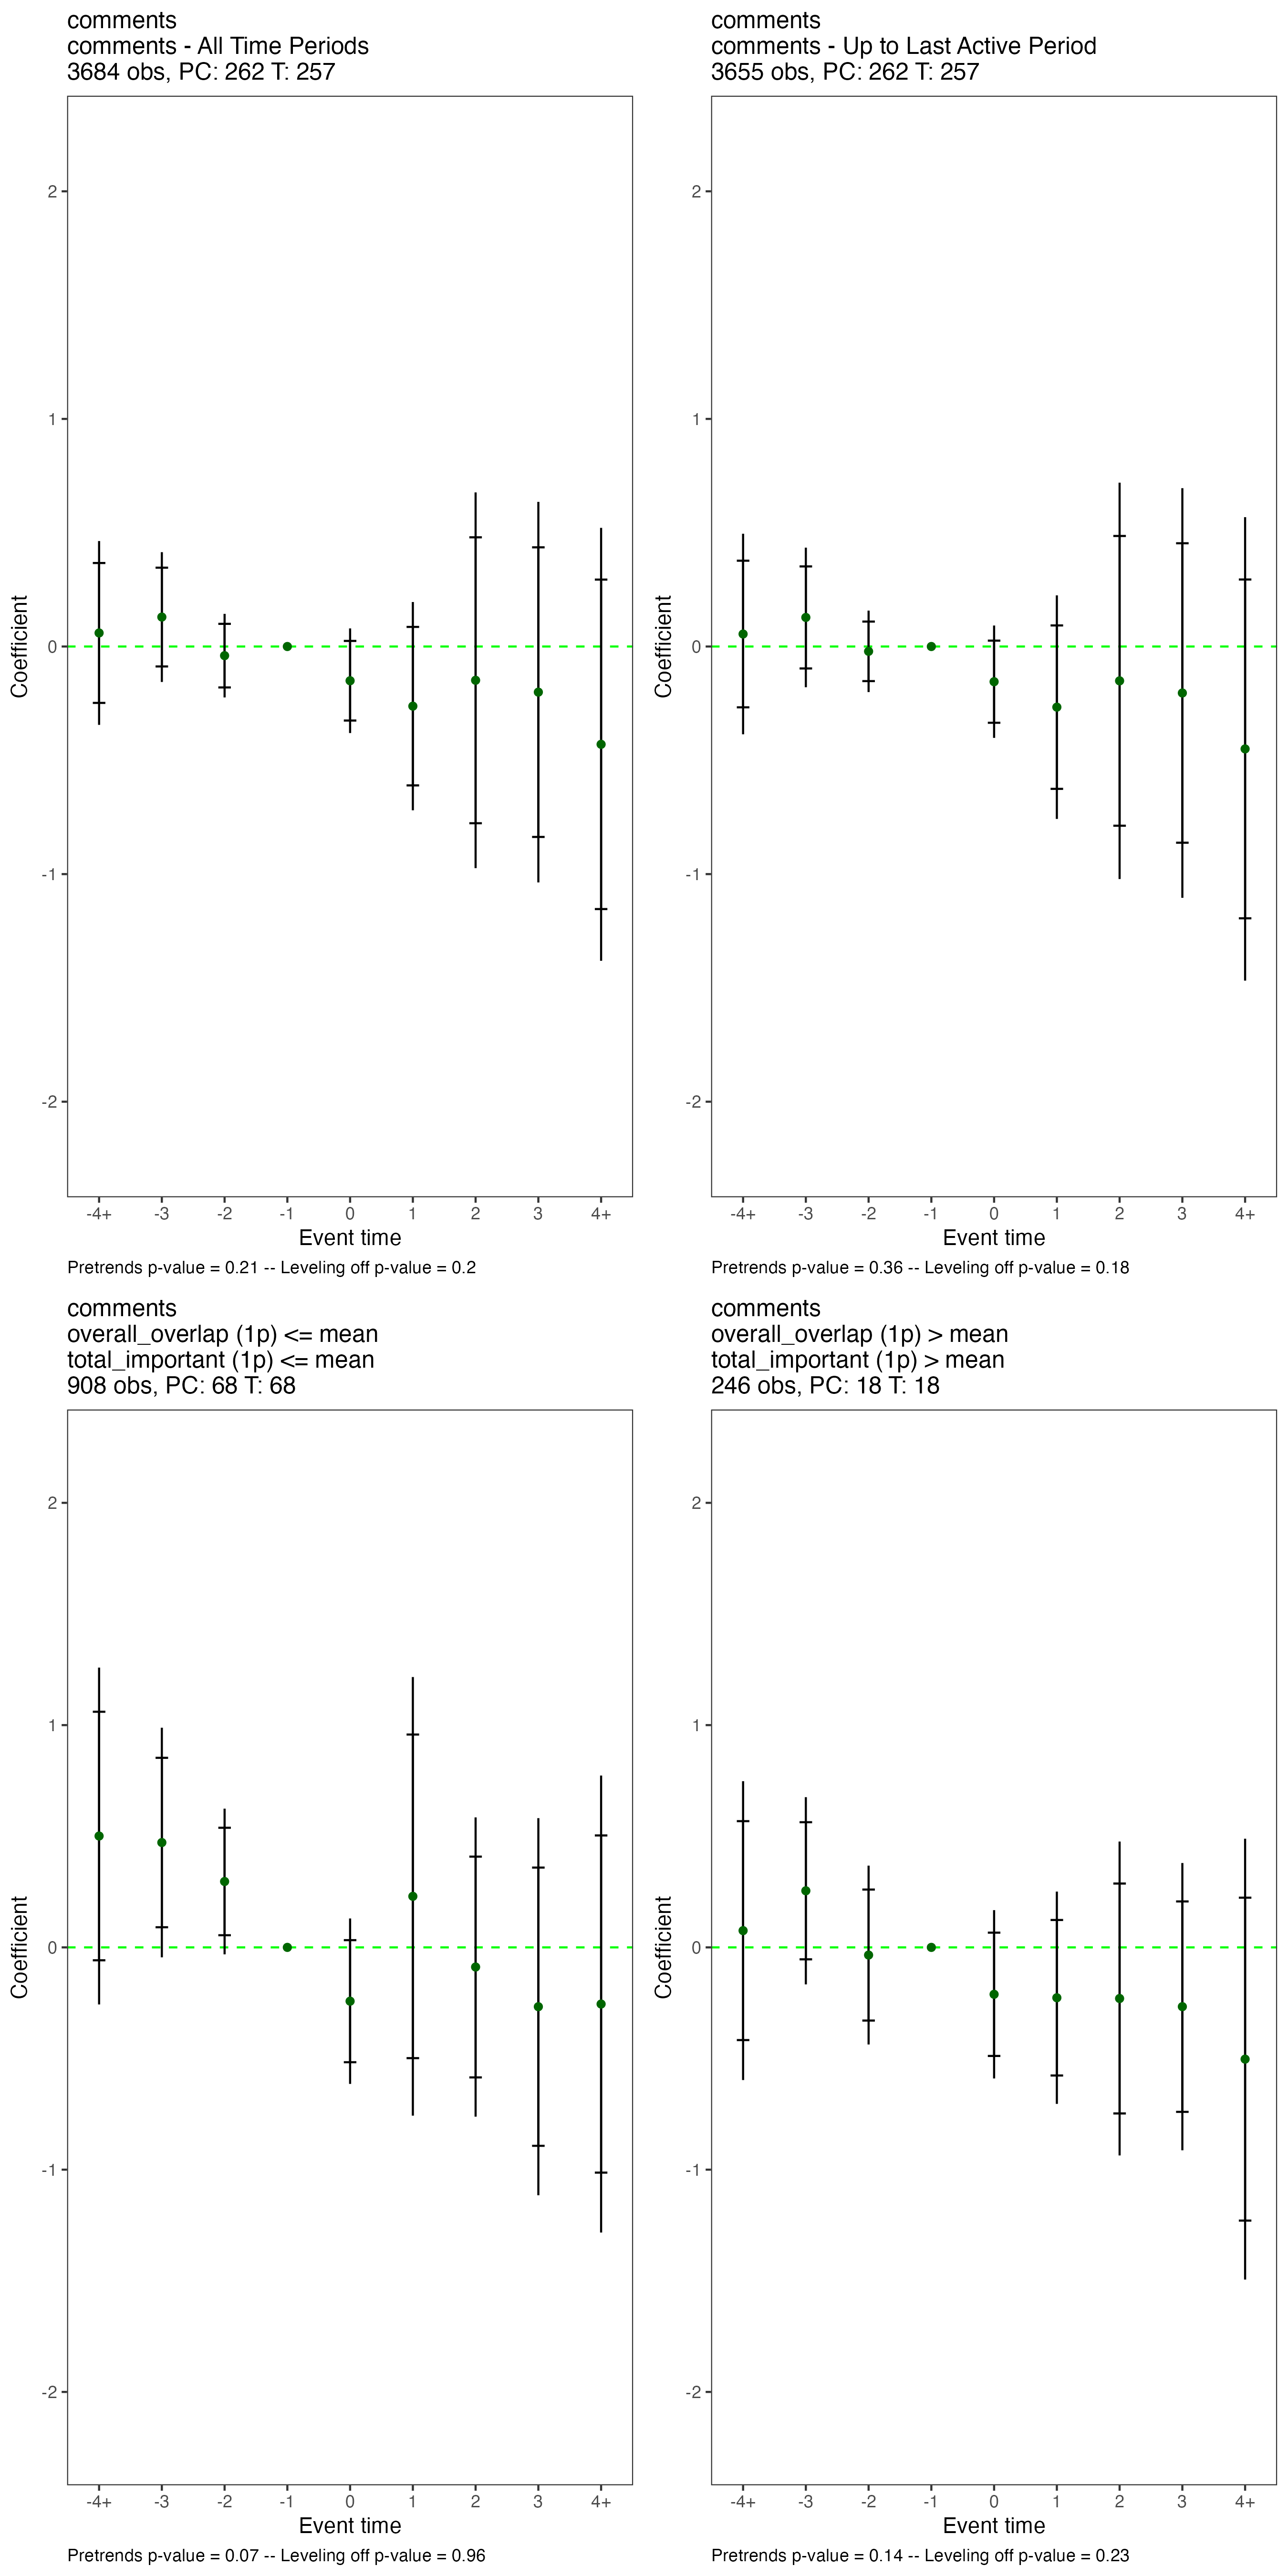 comments
comments - All Time Periods
3684 obs, PC: 262 T: 257
2
1
0
-1
-2
Coefficient
-4+ -3 -2 -1 0 1 2 3 4+
Event time
Pretrends p-value = 0.21 -- Leveling off p-value = 0.2
comments
comments - Up to Last Active Period
3655 obs, PC: 262 T: 257
2
1
0
-1
-2
Coefficient
-4+ -3 -2 -1 0 1 2 3 4+
Event time
Pretrends p-value = 0.36 -- Leveling off p-value = 0.18
comments
overall_overlap (1p) <= mean
total_important (1p) <= mean
908 obs, PC: 68 T: 68
2
1
0
-1
-2
Coefficient
-4+ -3 -2 -1 0 1 2 3 4+
Event time
Pretrends p-value = 0.07 -- Leveling off p-value = 0.96
comments
overall_overlap (1p) > mean
total_important (1p) > mean
246 obs, PC: 18 T: 18
2
1
0
-1
-2
Coefficient
-4+ -3 -2 -1 0 1 2 3 4+
Event time
Pretrends p-value = 0.14 -- Leveling off p-value = 0.23